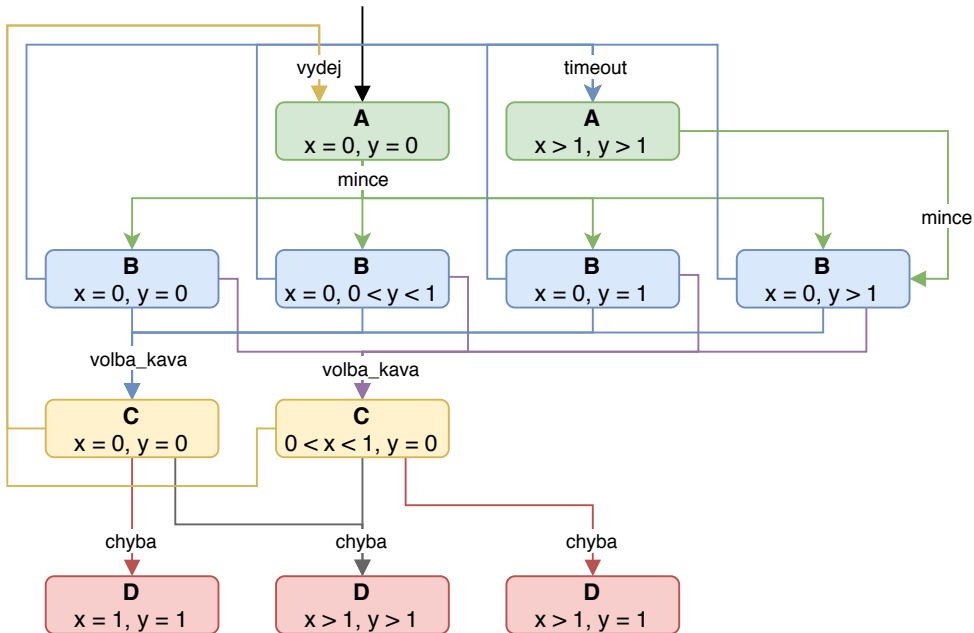 vydej
timeout
A
x = 0, y = 0
A
x > 1, y > 1
mince
mince
B
x = 0, y = 0
B
x = 0, 0 < y < 1
B
x = 0, y = 1
B
x = 0, y > 1
volba_kava
volba_kava
C
x = 0, y = 0
C
0 < x < 1, y = 0
chyba
chyba
chyba
D
x = 1, y = 1
D
x > 1, y > 1
D
x > 1, y = 1